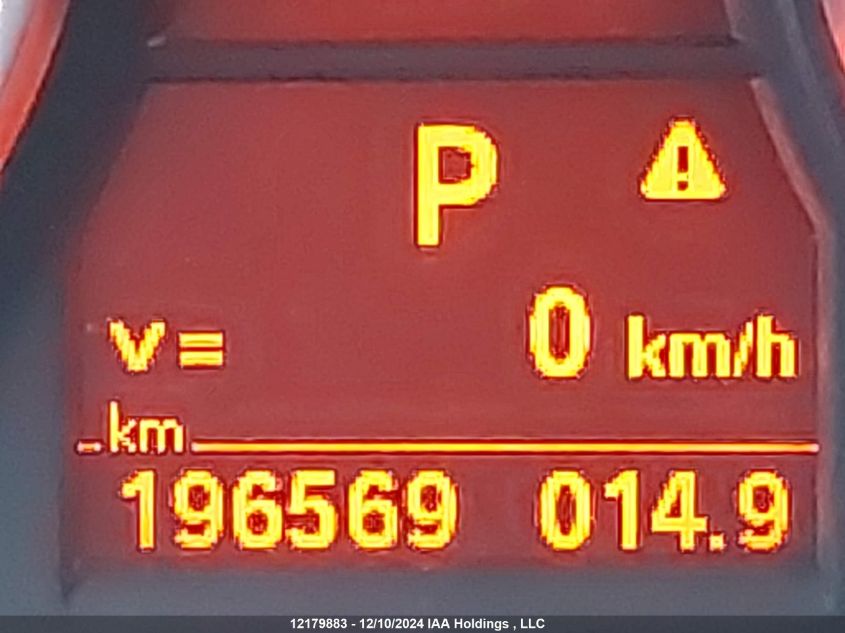 P
v= 0 km/h
km
196569 014.9
12179883 - 12/10/2024 IAA Holdings , LLC